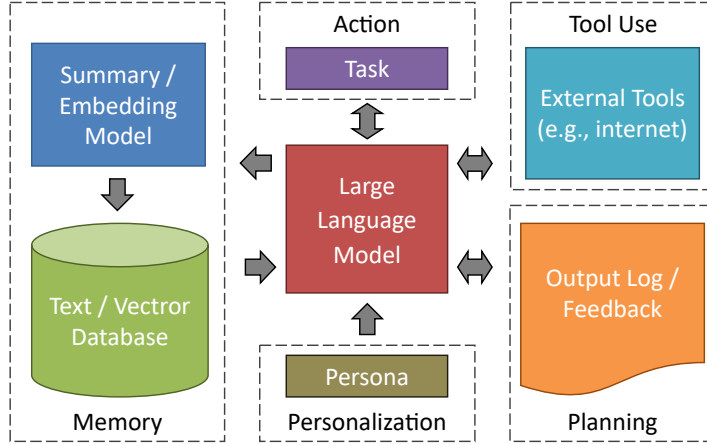 Summary /
Embedding
Model
Text / Vectror
Database
Memory
Action
Task
Large
Language
Model
Persona
Personalization
Tool Use
External Tools
(e.g., internet)
Output Log /
Feedback
Planning